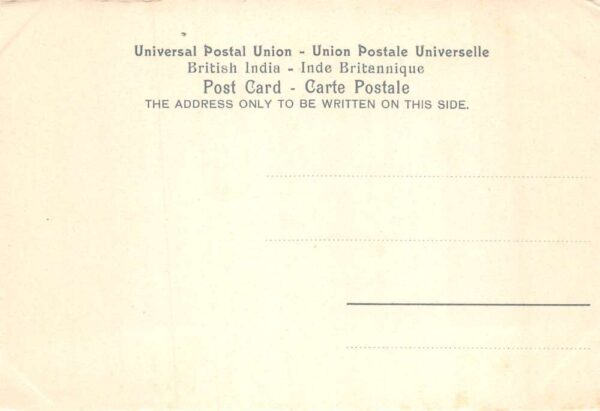 Universal Postal Union - Union Postale Universelle
British India - Inde Britannique
Post Card - Carte Postale
THE ADDRESS ONLY TO BE WRITTEN ON THIS SIDE.